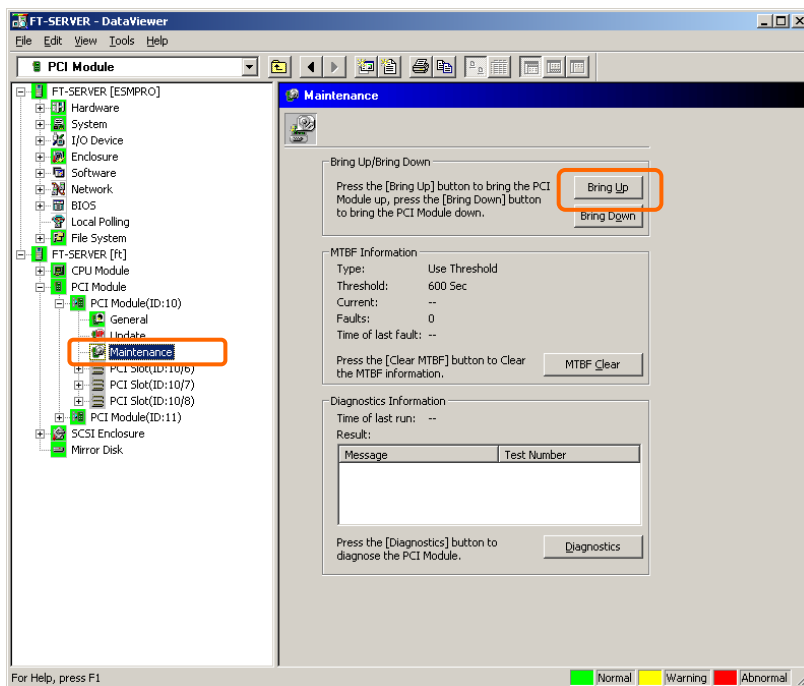 FT-SERVER - DataViewer
File Edit View Tools Help
PCI Module
FT-SERVER [ESMPRO]
Hardware
System
I/O Device
Enclosure
Software
Network
BIOS
Local Polling
File System
FT-SERVER [ft]
CPU Module
PCI Module
PCI Module(ID:10)
General
Update
Maintenance
PCI Slot(ID:10/6)
PCI Slot(ID:10/7)
PCI Slot(ID:10/8)
PCI Module(ID:11)
SCSI Enclosure
Mirror Disk
Maintenance
Bring Up/Bring Down
Press the [Bring Up] button to bring the PCI
Module up, press the [Bring Down] button
to bring the PCI Module down.
Bring Up
Bring Down
MTBF Information
Type: Use Threshold
Threshold: 600 Sec
Current: --
Faults: 0
Time of last fault: --
Press the [Clear MTBF] button to Clear
the MTBF information.
MTBF Clear
Diagnostics Information
Time of last run: --
Result:
Message Test Number
Press the [Diagnostics] button to
diagnose the PCI Module.
Diagnostics
For Help, press F1
Normal Warning Abnormal